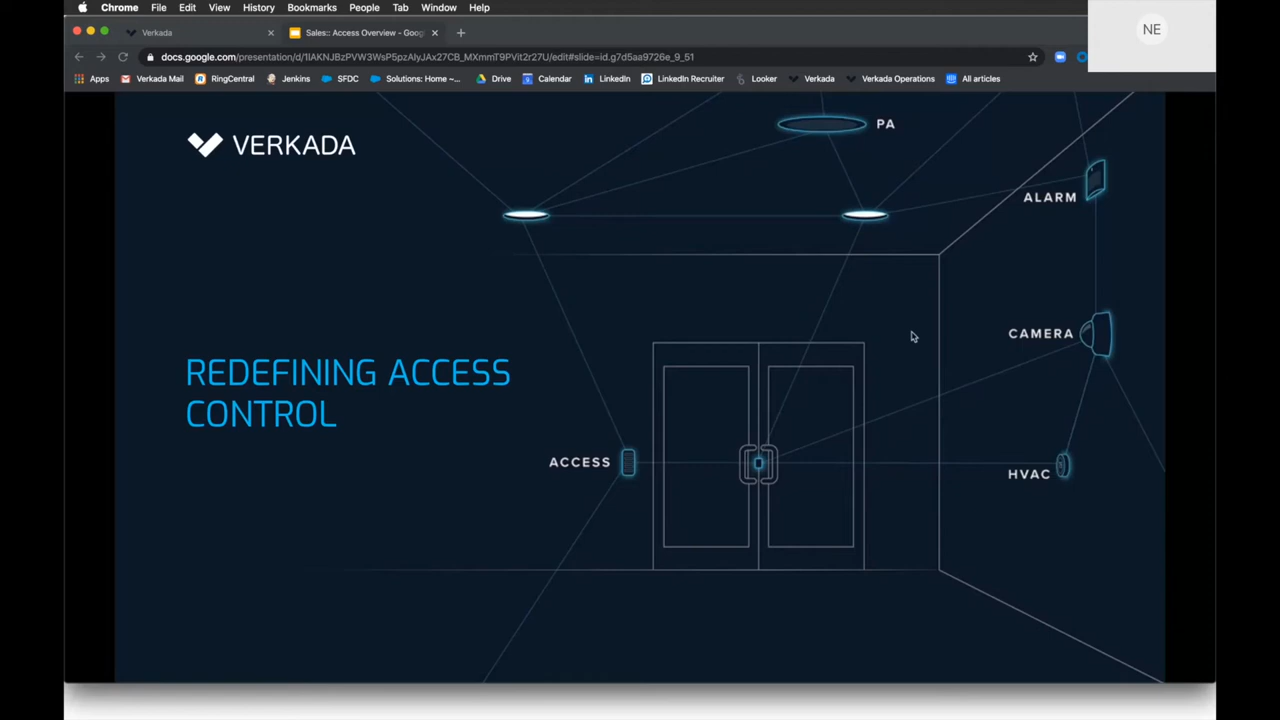 Chrome File Edit View History Bookmarks People Tab Window Help
NE
Verkada
Sales:: Access Overview - Goog
docs.google.com/presentation/d/1IAKNJBzPVW3WsP5pzAIyJAx27CB_MXmmT9PVit2r27U/edit#slide=id.g7d5aa9726e_9_51
Apps Verkada Mail RingCentral Jenkins SFDC Solutions: Home –... Drive Calendar LinkedIn LinkedIn Recruiter Looker Verkada Verkada Operations All articles
VERKADA
PA
ALARM
CAMERA
REDEFINING ACCESS
CONTROL
ACCESS
HVAC